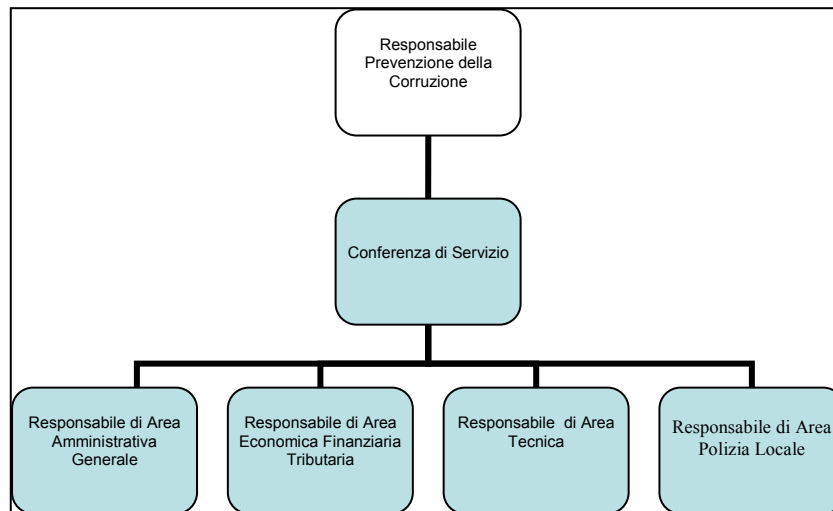 Responsabile
Prevenzione della
Corruzione
Conferenza di Servizio
Responsabile di Area
Amministrativa
Generale
Responsabile di Area
Economica Finanziaria
Tributaria
Responsabile di Area
Tecnica
Responsabile di Area
Polizia Locale